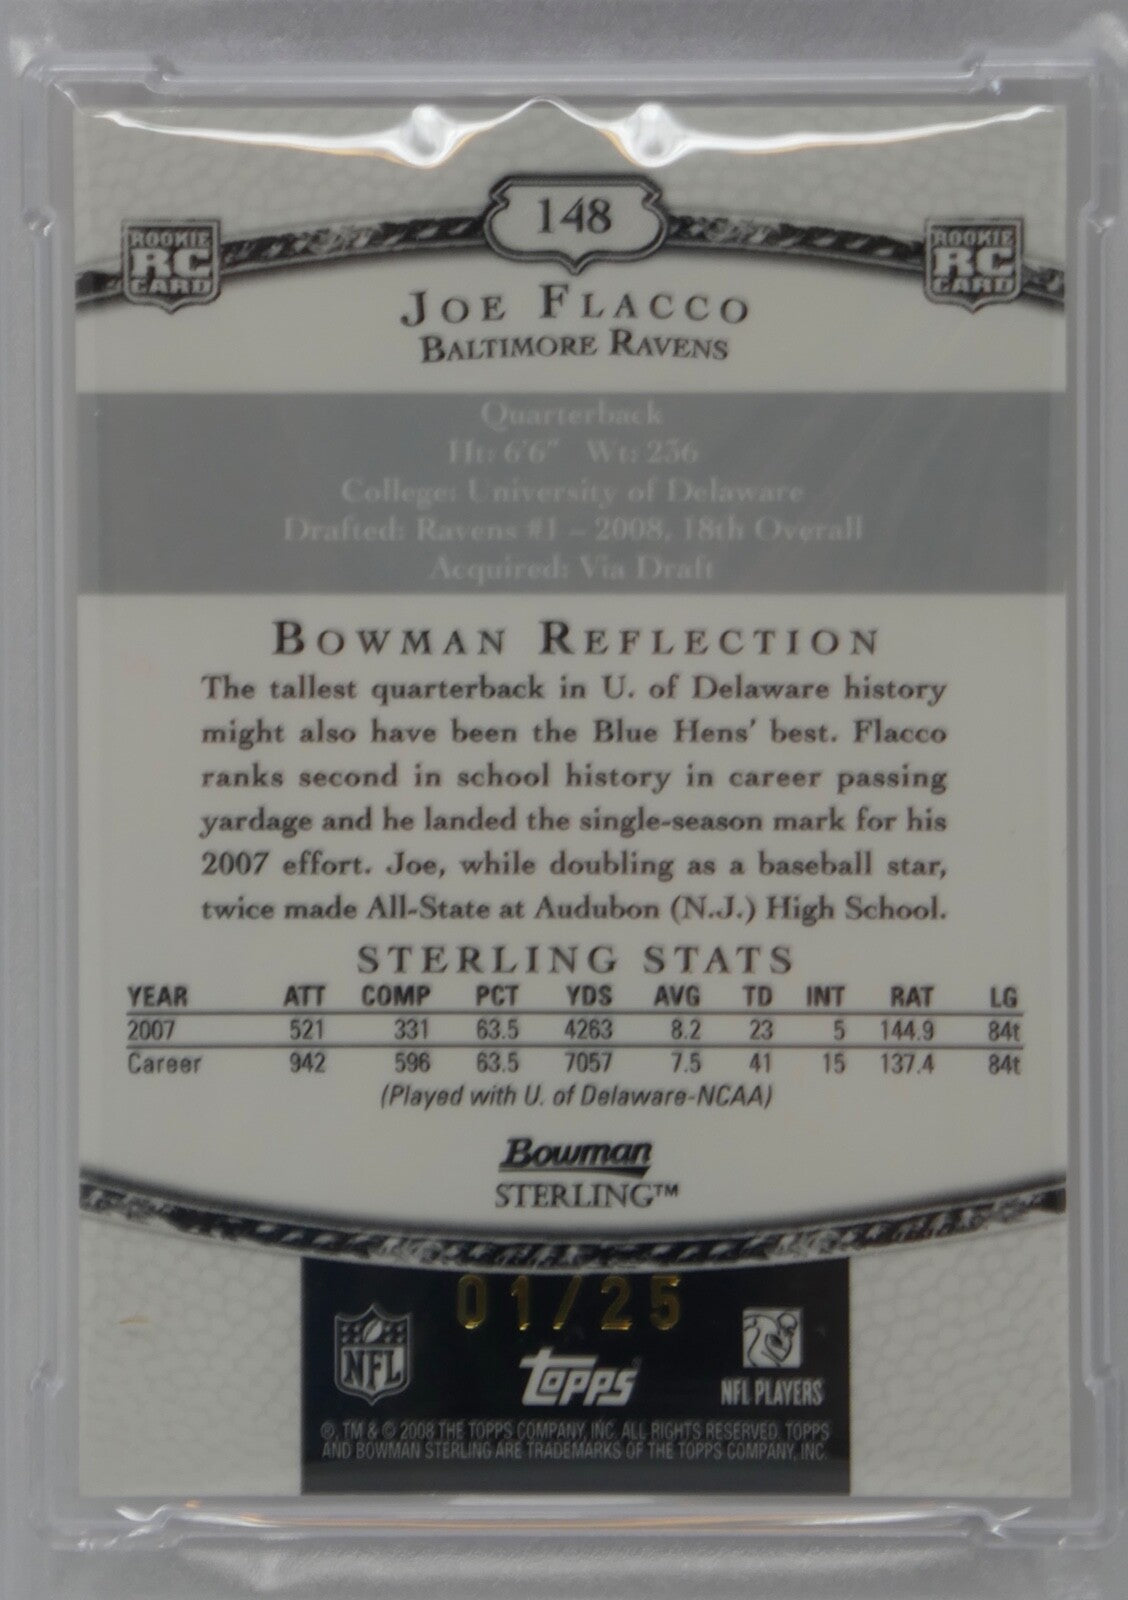 148
ROOKIE RC CARD
ROOKIE RC CARD
JOE FLACCO
BALTIMORE RAVENS
Quarterback
Ht: 6'6" Wt: 236
College: University of Delaware
Drafted: Ravens #1 – 2008, 18th Overall
Acquired: Via Draft
BOWMAN REFLECTION
The tallest quarterback in U. of Delaware history
might also have been the Blue Hens' best. Flacco
ranks second in school history in career passing
yardage and he landed the single-season mark for his
2007 effort. Joe, while doubling as a baseball star,
twice made All-State at Audubon (N.J.) High School.
STERLING STATS
YEAR ATT COMP PCT YDS AVG TD INT RAT LG
2007 521 331 63.5 4263 8.2 23 5 144.9 84t
Career 942 596 63.5 7057 7.5 41 15 137.4 84t
(Played with U. of Delaware-NCAA)
Bowman
STERLING™
01/25
NFL
Topps
NFL PLAYERS
®, TM & © 2008 THE TOPPS COMPANY, INC. ALL RIGHTS RESERVED. TOPPS
AND BOWMAN STERLING ARE TRADEMARKS OF THE TOPPS COMPANY, INC.